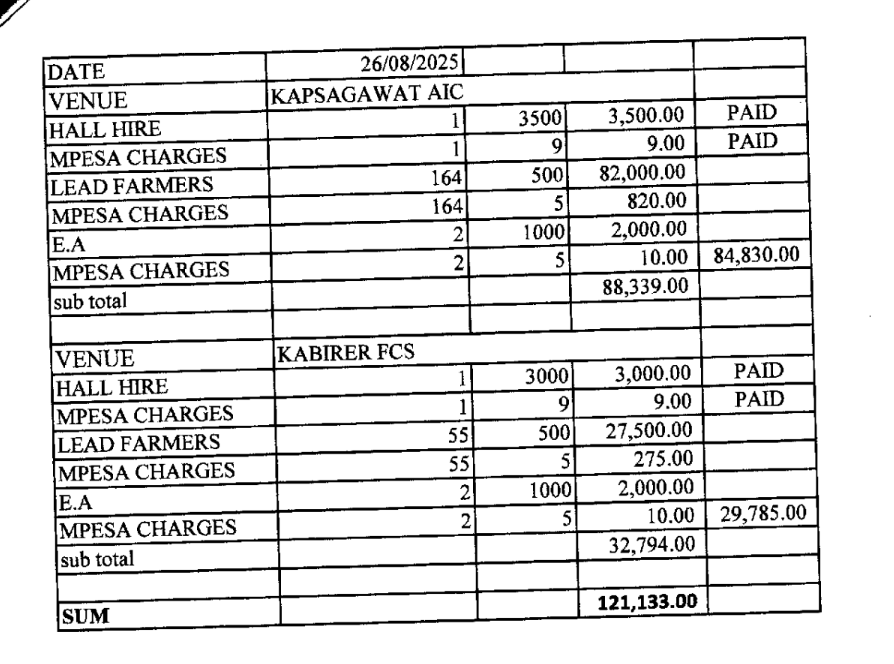 DATE 26/08/2025
VENUE KAPSAGAWAT AIC
HALL HIRE 1 3500 3,500.00 PAID
MPESA CHARGES 1 9 9.00 PAID
LEAD FARMERS 164 500 82,000.00
MPESA CHARGES 164 5 820.00
E.A 2 1000 2,000.00
MPESA CHARGES 2 5 10.00 84,830.00
sub total 88,339.00
VENUE KABIRER FCS
HALL HIRE 1 3000 3,000.00 PAID
MPESA CHARGES 1 9 9.00 PAID
LEAD FARMERS 55 500 27,500.00
MPESA CHARGES 55 5 275.00
E.A 2 1000 2,000.00
MPESA CHARGES 2 5 10.00 29,785.00
sub total 32,794.00
SUM 121,133.00